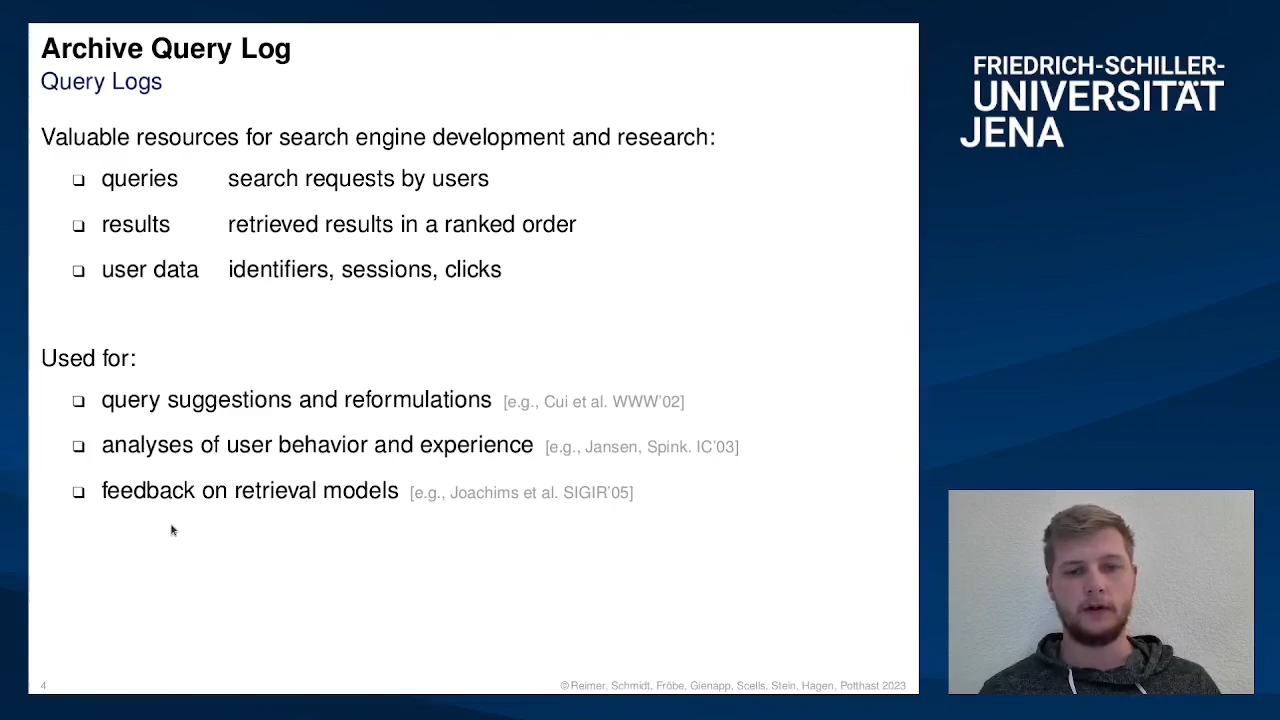 Archive Query Log
Query Logs
Valuable resources for search engine development and research:
❏ queries search requests by users
❏ results retrieved results in a ranked order
❏ user data identifiers, sessions, clicks
Used for:
❏ query suggestions and reformulations [e.g., Cui et al. WWW'02]
❏ analyses of user behavior and experience [e.g., Jansen, Spink. IC'03]
❏ feedback on retrieval models [e.g., Joachims et al. SIGIR'05]
4
© Reimer, Schmidt, Fröbe, Gienapp, Scells, Stein, Hagen, Potthast 2023
FRIEDRICH-SCHILLER-
UNIVERSITÄT
JENA